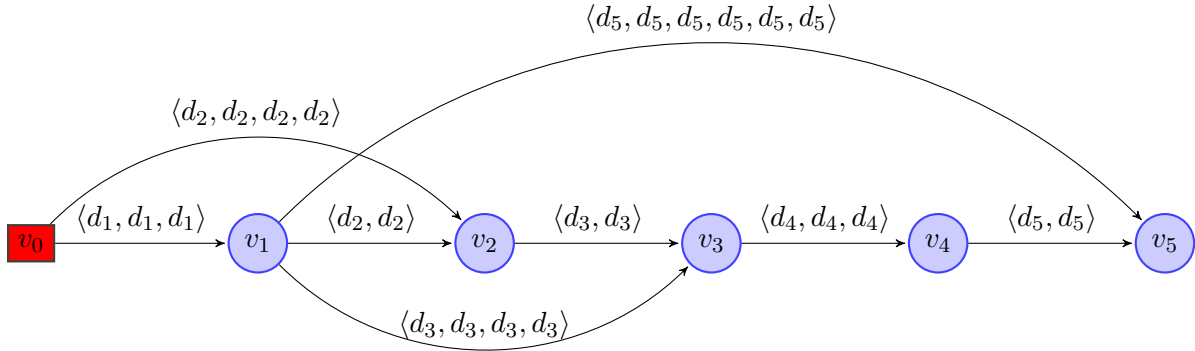 ⟨d₅, d₅, d₅, d₅, d₅, d₅⟩
⟨d₂, d₂, d₂, d₂⟩
⟨d₁, d₁, d₁⟩ ⟨d₂, d₂⟩ ⟨d₃, d₃⟩ ⟨d₄, d₄, d₄⟩ ⟨d₅, d₅⟩
v₀ v₁ v₂ v₃ v₄ v₅
⟨d₃, d₃, d₃, d₃⟩